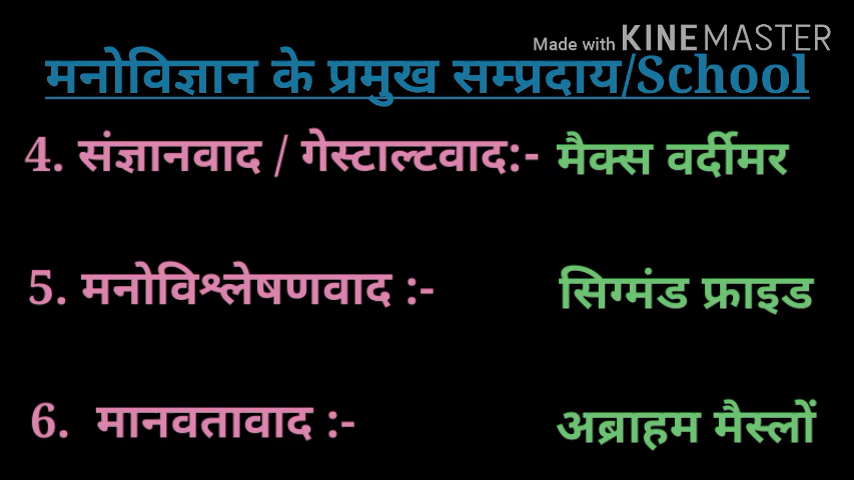 Made with KINEMASTER
मनोविज्ञान के प्रमुख सम्प्रदाय/School
4. संज्ञानवाद / गेस्टाल्टवाद:- मैक्स वर्दीमर
5. मनोविश्लेषणवाद :- सिग्मंड फ्राइड
6. मानवतावाद :- अब्राहम मैस्लों